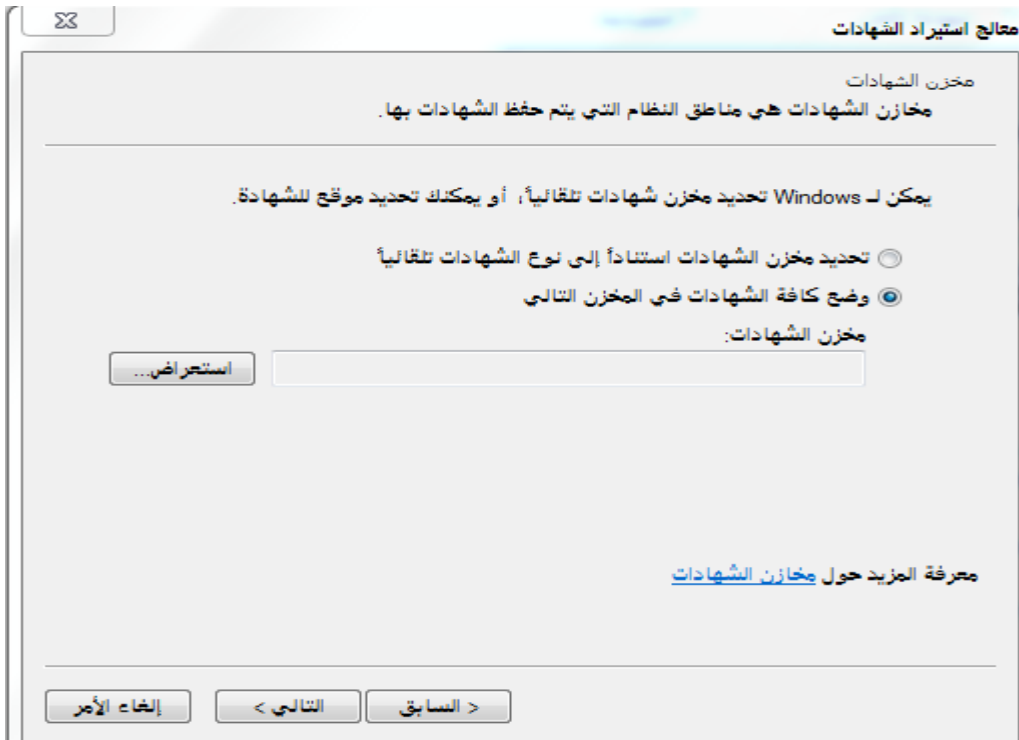 معالج استيراد الشهادات
مخزن الشهادات
مخازن الشهادات هي مناطق النظام التي يتم حفظ الشهادات بها.
يمكن لـ Windows تحديد مخزن شهادات تلقائياً، أو يمكنك تحديد موقع للشهادة.
تحديد مخزن الشهادات استناداً إلى نوع الشهادات تلقائياً
وضع كافة الشهادات في المخزن التالي
مخزن الشهادات:
استعراض...
معرفة المزيد حول مخازن الشهادات
< السابق
التالي >
إلغاء الأمر